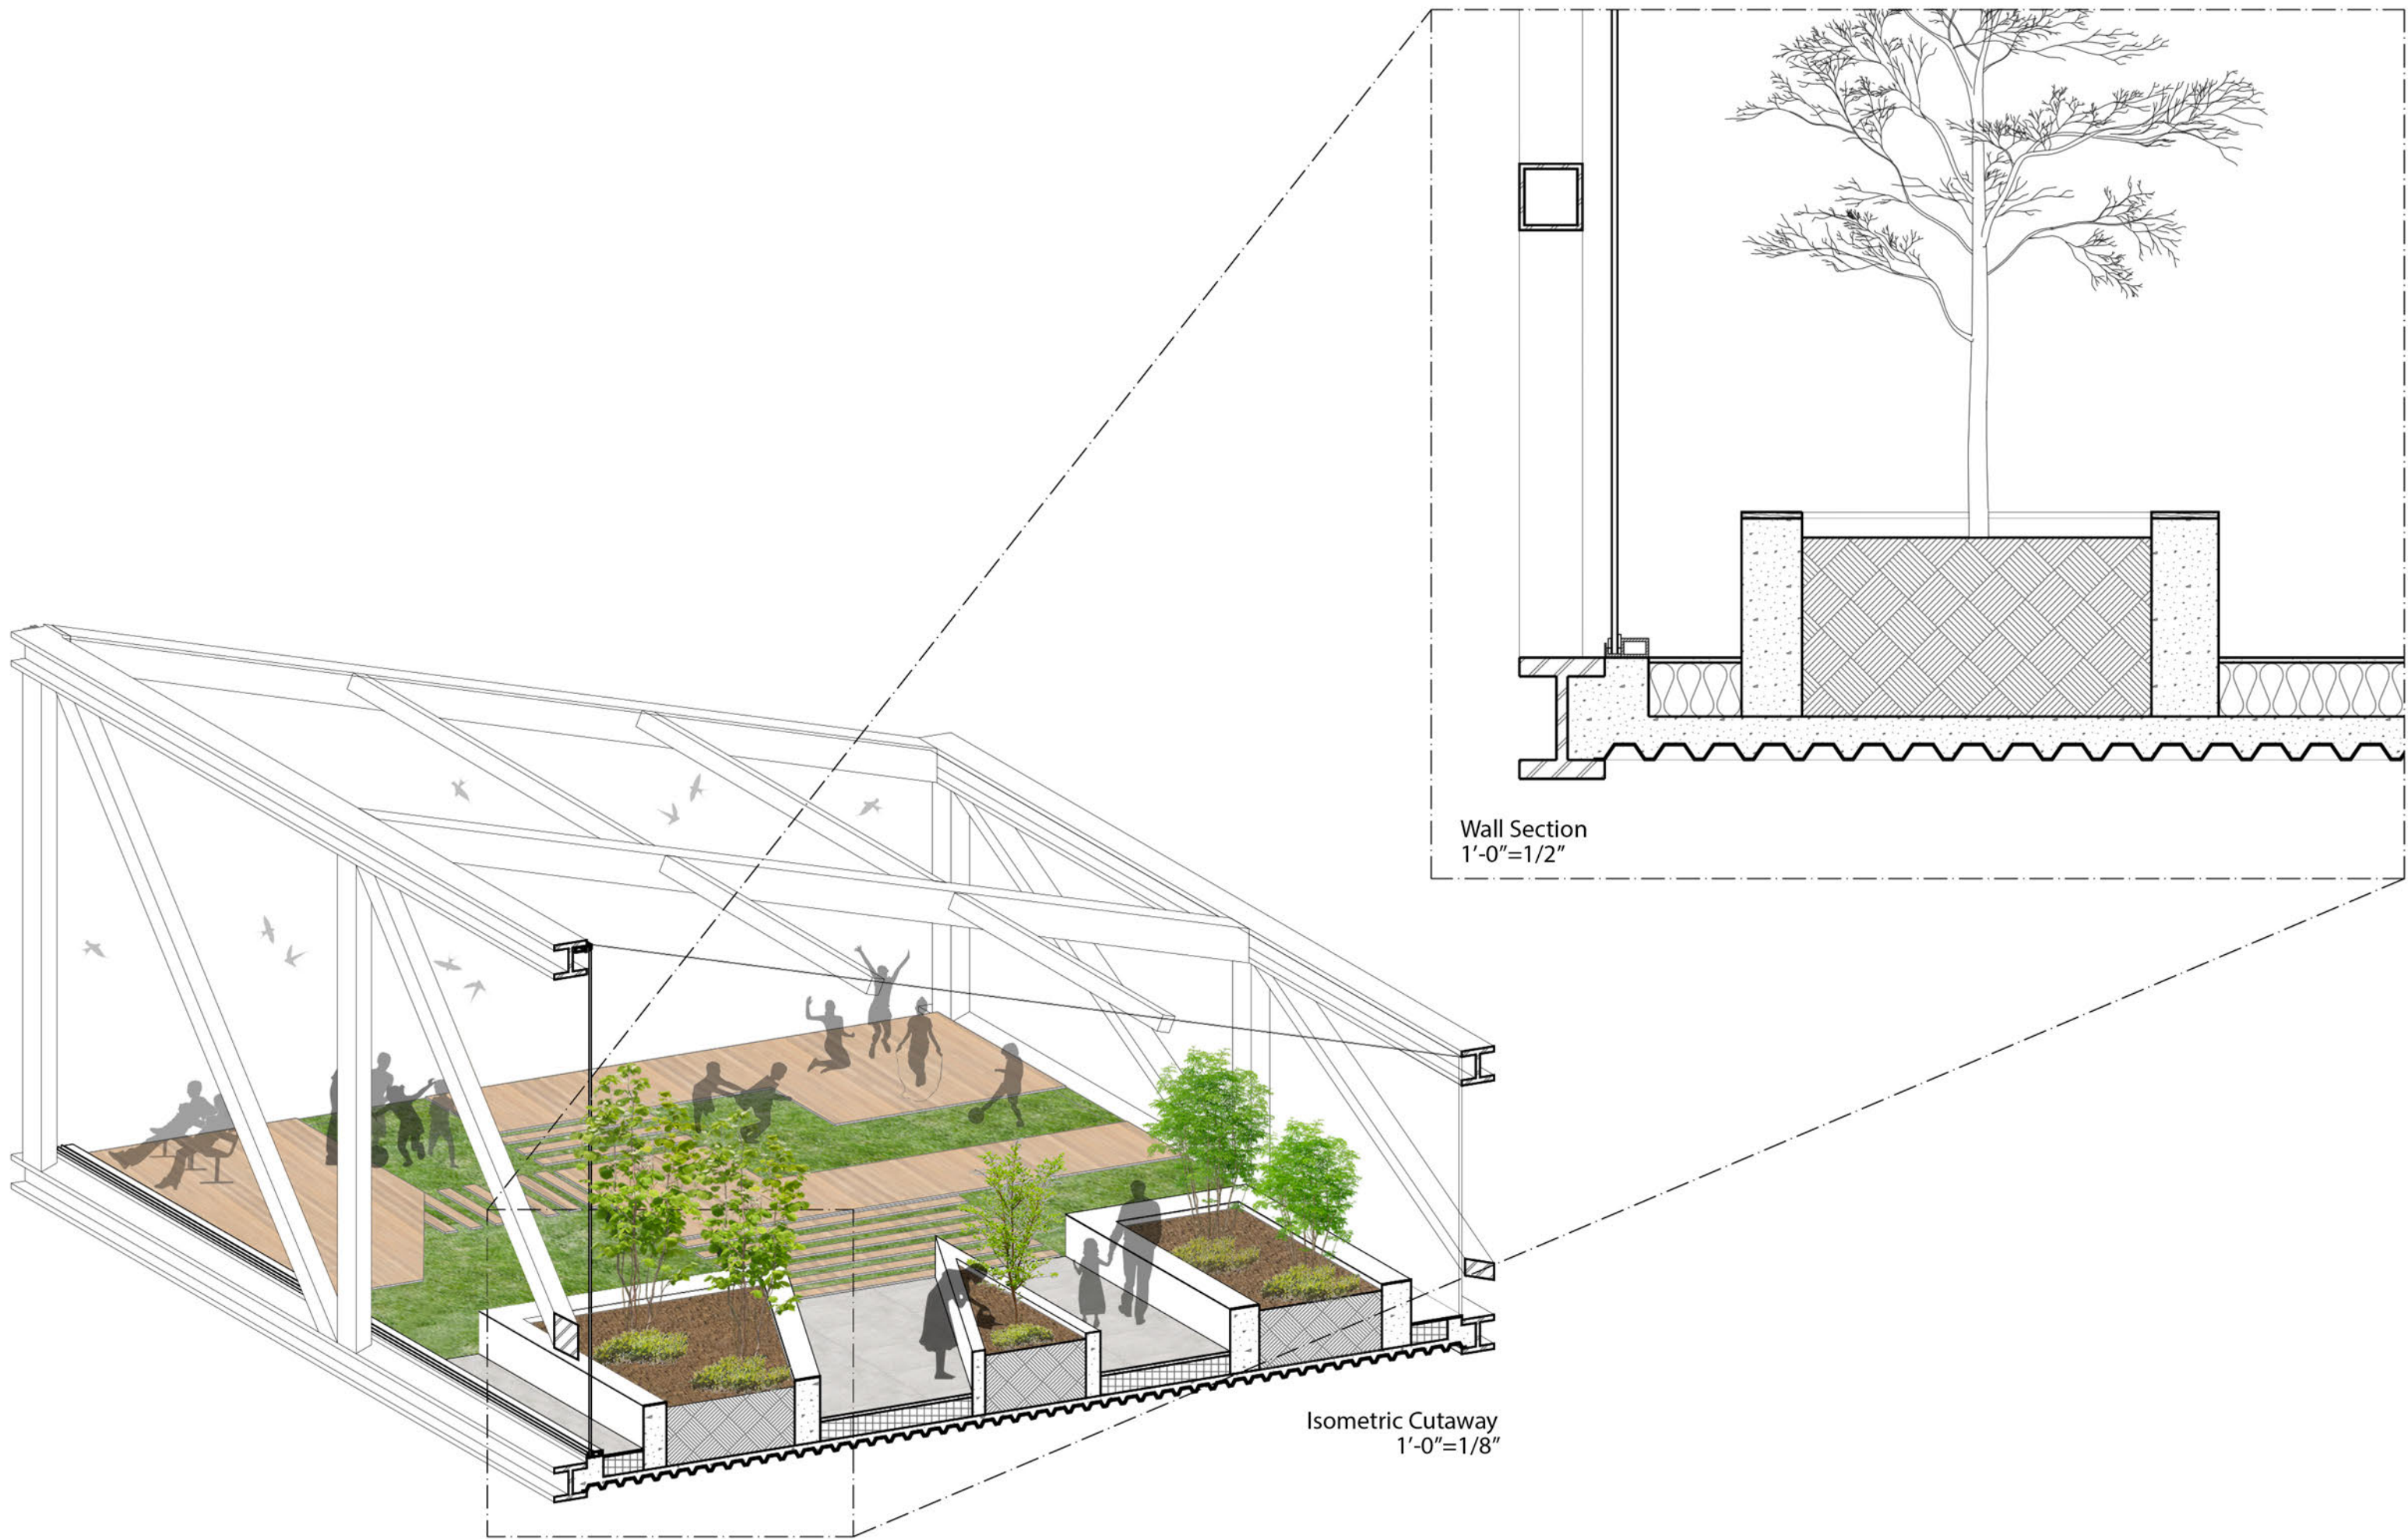 Wall Section
1’-0”=1/2”
Isometric Cutaway
1’-0”=1/8”